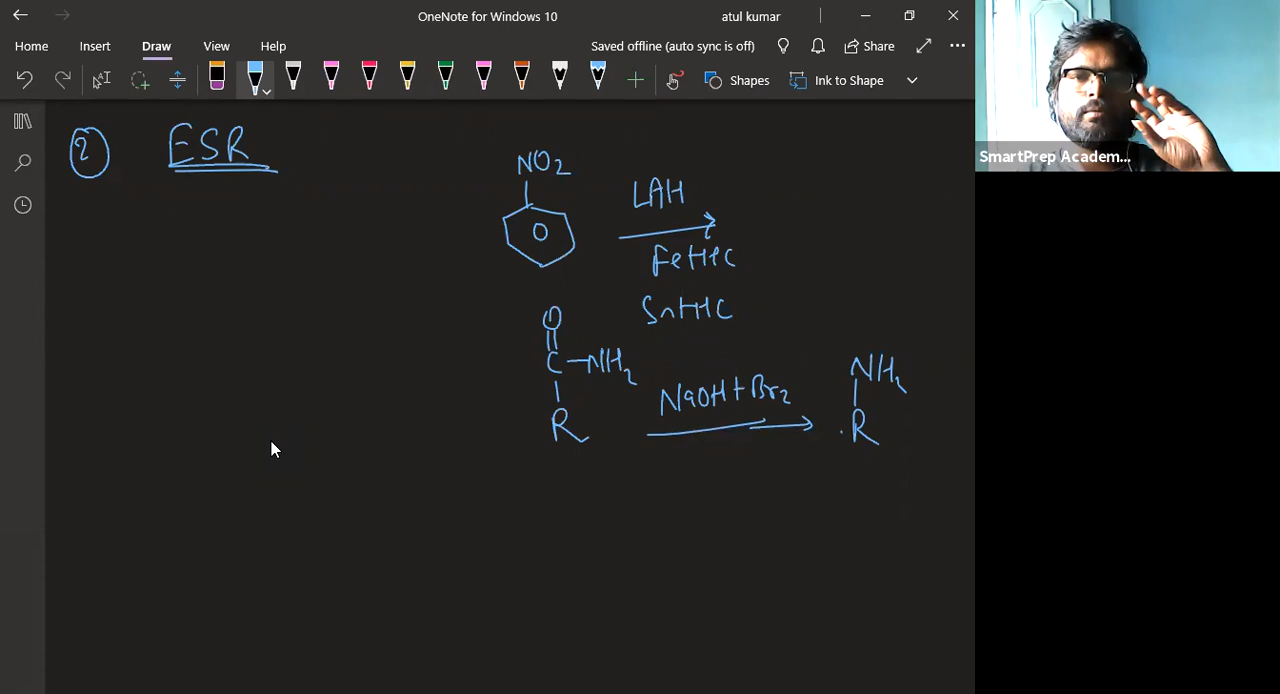 OneNote for Windows 10
atul kumar
Home Insert Draw View Help
Saved offline (auto sync is off)
Share
Shapes
Ink to Shape
SmartPrep Academ...
2 ESR
NO2
LAH
FeHCl
SnHCl
O
C-NH2
R
NaOH+Br2
NH2
R